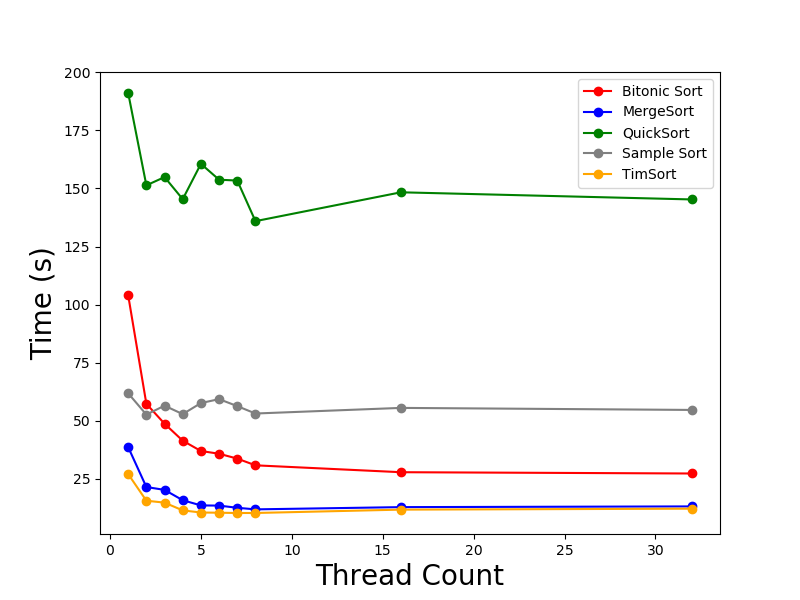 200
175
150
125
100
75
50
25
Time (s)
0 5 10 15 20 25 30
Thread Count
Bitonic Sort
MergeSort
QuickSort
Sample Sort
TimSort